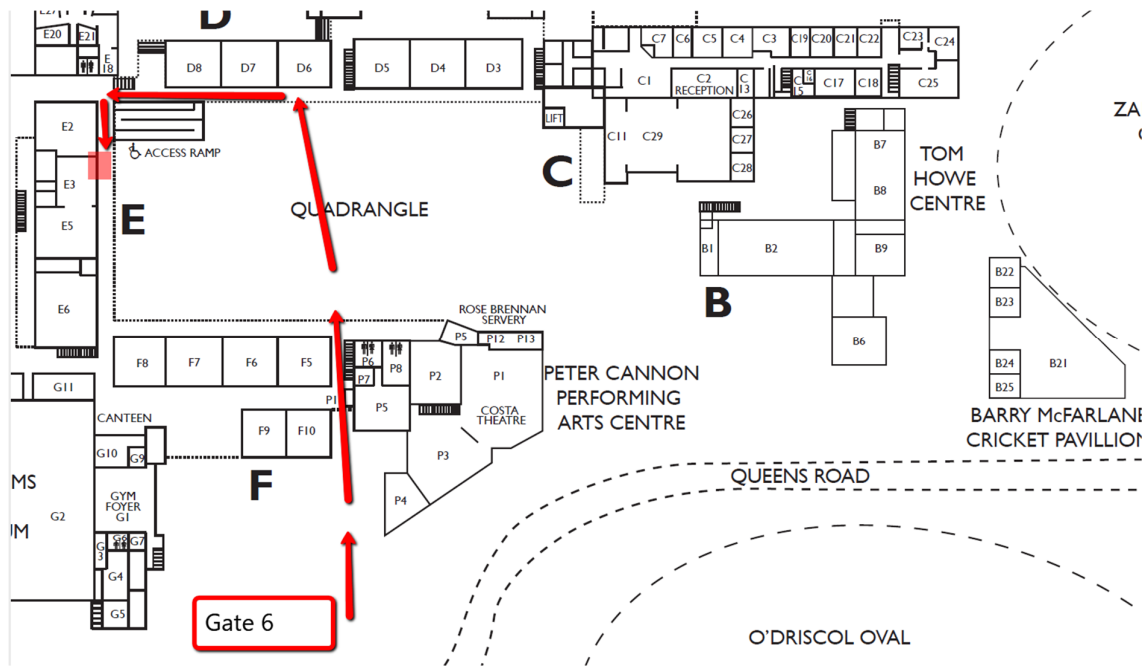 E27
D
E20
E21
E
18
D8
D7
D6
D5
D4
D3
C7
C6
C5
C4
C3
C19
C20
C21
C22
C23
C24
C1
C2
RECEPTION
C
13
C
15
C
16
C17
C18
C25
E2
ACCESS RAMP
LIFT
C11
C29
C26
C27
C28
C
B7
B8
TOM
HOWE
CENTRE
ZA
E3
E5
E
QUADRANGLE
B1
B2
B9
B
B6
B22
B23
B24
B25
B21
BARRY McFARLANE
CRICKET PAVILION
E6
ROSE BRENNAN
SERVERY
P5
P12
P13
F8
F7
F6
F5
P6
P7
P8
P2
P1
P1
P5
COSTA
THEATRE
P3
P4
PETER CANNON
PERFORMING
ARTS CENTRE
G11
CANTEEN
G10
G9
F9
F10
F
MS
UM
G2
GYM
FOYER
G1
G
3
G6
G7
G4
G5
QUEENS ROAD
Gate 6
O'DRISCOL OVAL